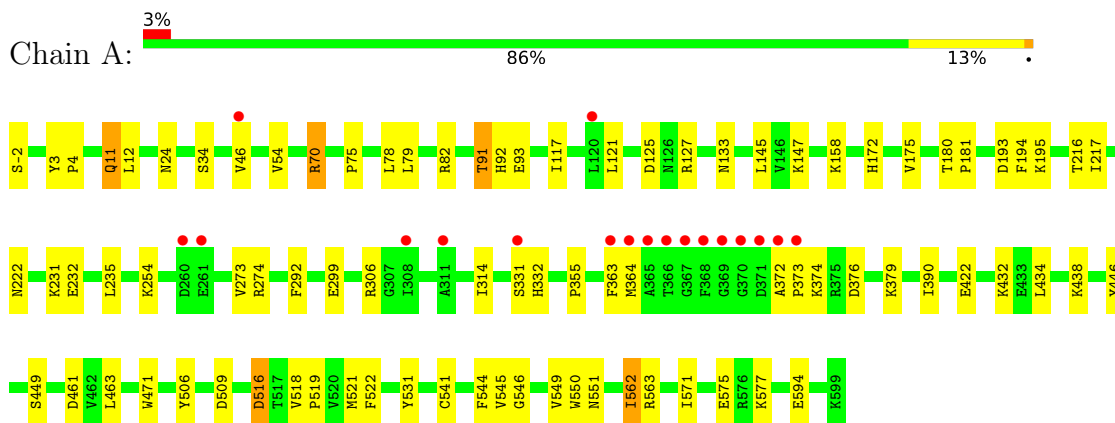 3%
Chain A:
86% 13% •
S-2 Y3 P4 Q11 L12 N24 S34 V46 V54 R70 P75 L78 L79 R82 T91 H92 E93 I117 L120 L121 D125 N126 R127 N133 L145 V146 K147 K158 H172 V175 T180 P181 D193 F194 K195 T216 I217
N222 K231 E232 L235 K254 D260 E261 V273 R274 F292 E299 R306 G307 I308 A311 I314 S331 H332 P355 F363 M364 A365 T366 G367 F368 G369 G370 D371 A372 P373 K374 R375 D376 K379 I390 E422 K432 E433 L434 K438
S449 D461 V462 L463 W471 Y506 D509 D516 T517 V518 P519 V520 M521 F522 Y531 C541 F544 V545 G546 V549 W550 N551 I562 R563 I571 E575 R576 K577 E594 K599